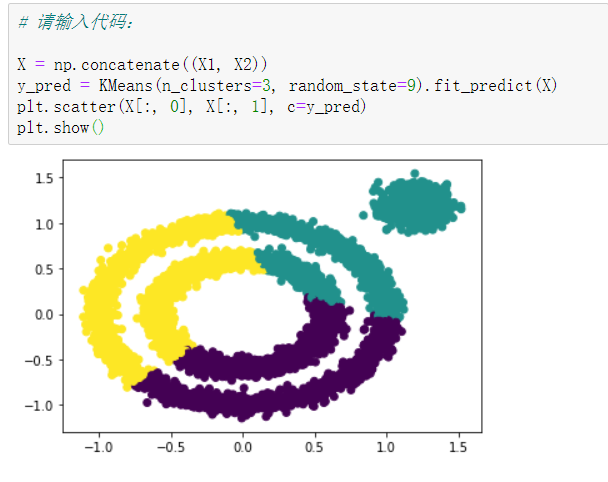 # 请输入代码：
X = np.concatenate((X1, X2))
y_pred = KMeans(n_clusters=3, random_state=9).fit_predict(X)
plt.scatter(X[:, 0], X[:, 1], c=y_pred)
plt.show()
1.5
1.0
0.5
0.0
−0.5
−1.0
−1.0 −0.5 0.0 0.5 1.0 1.5